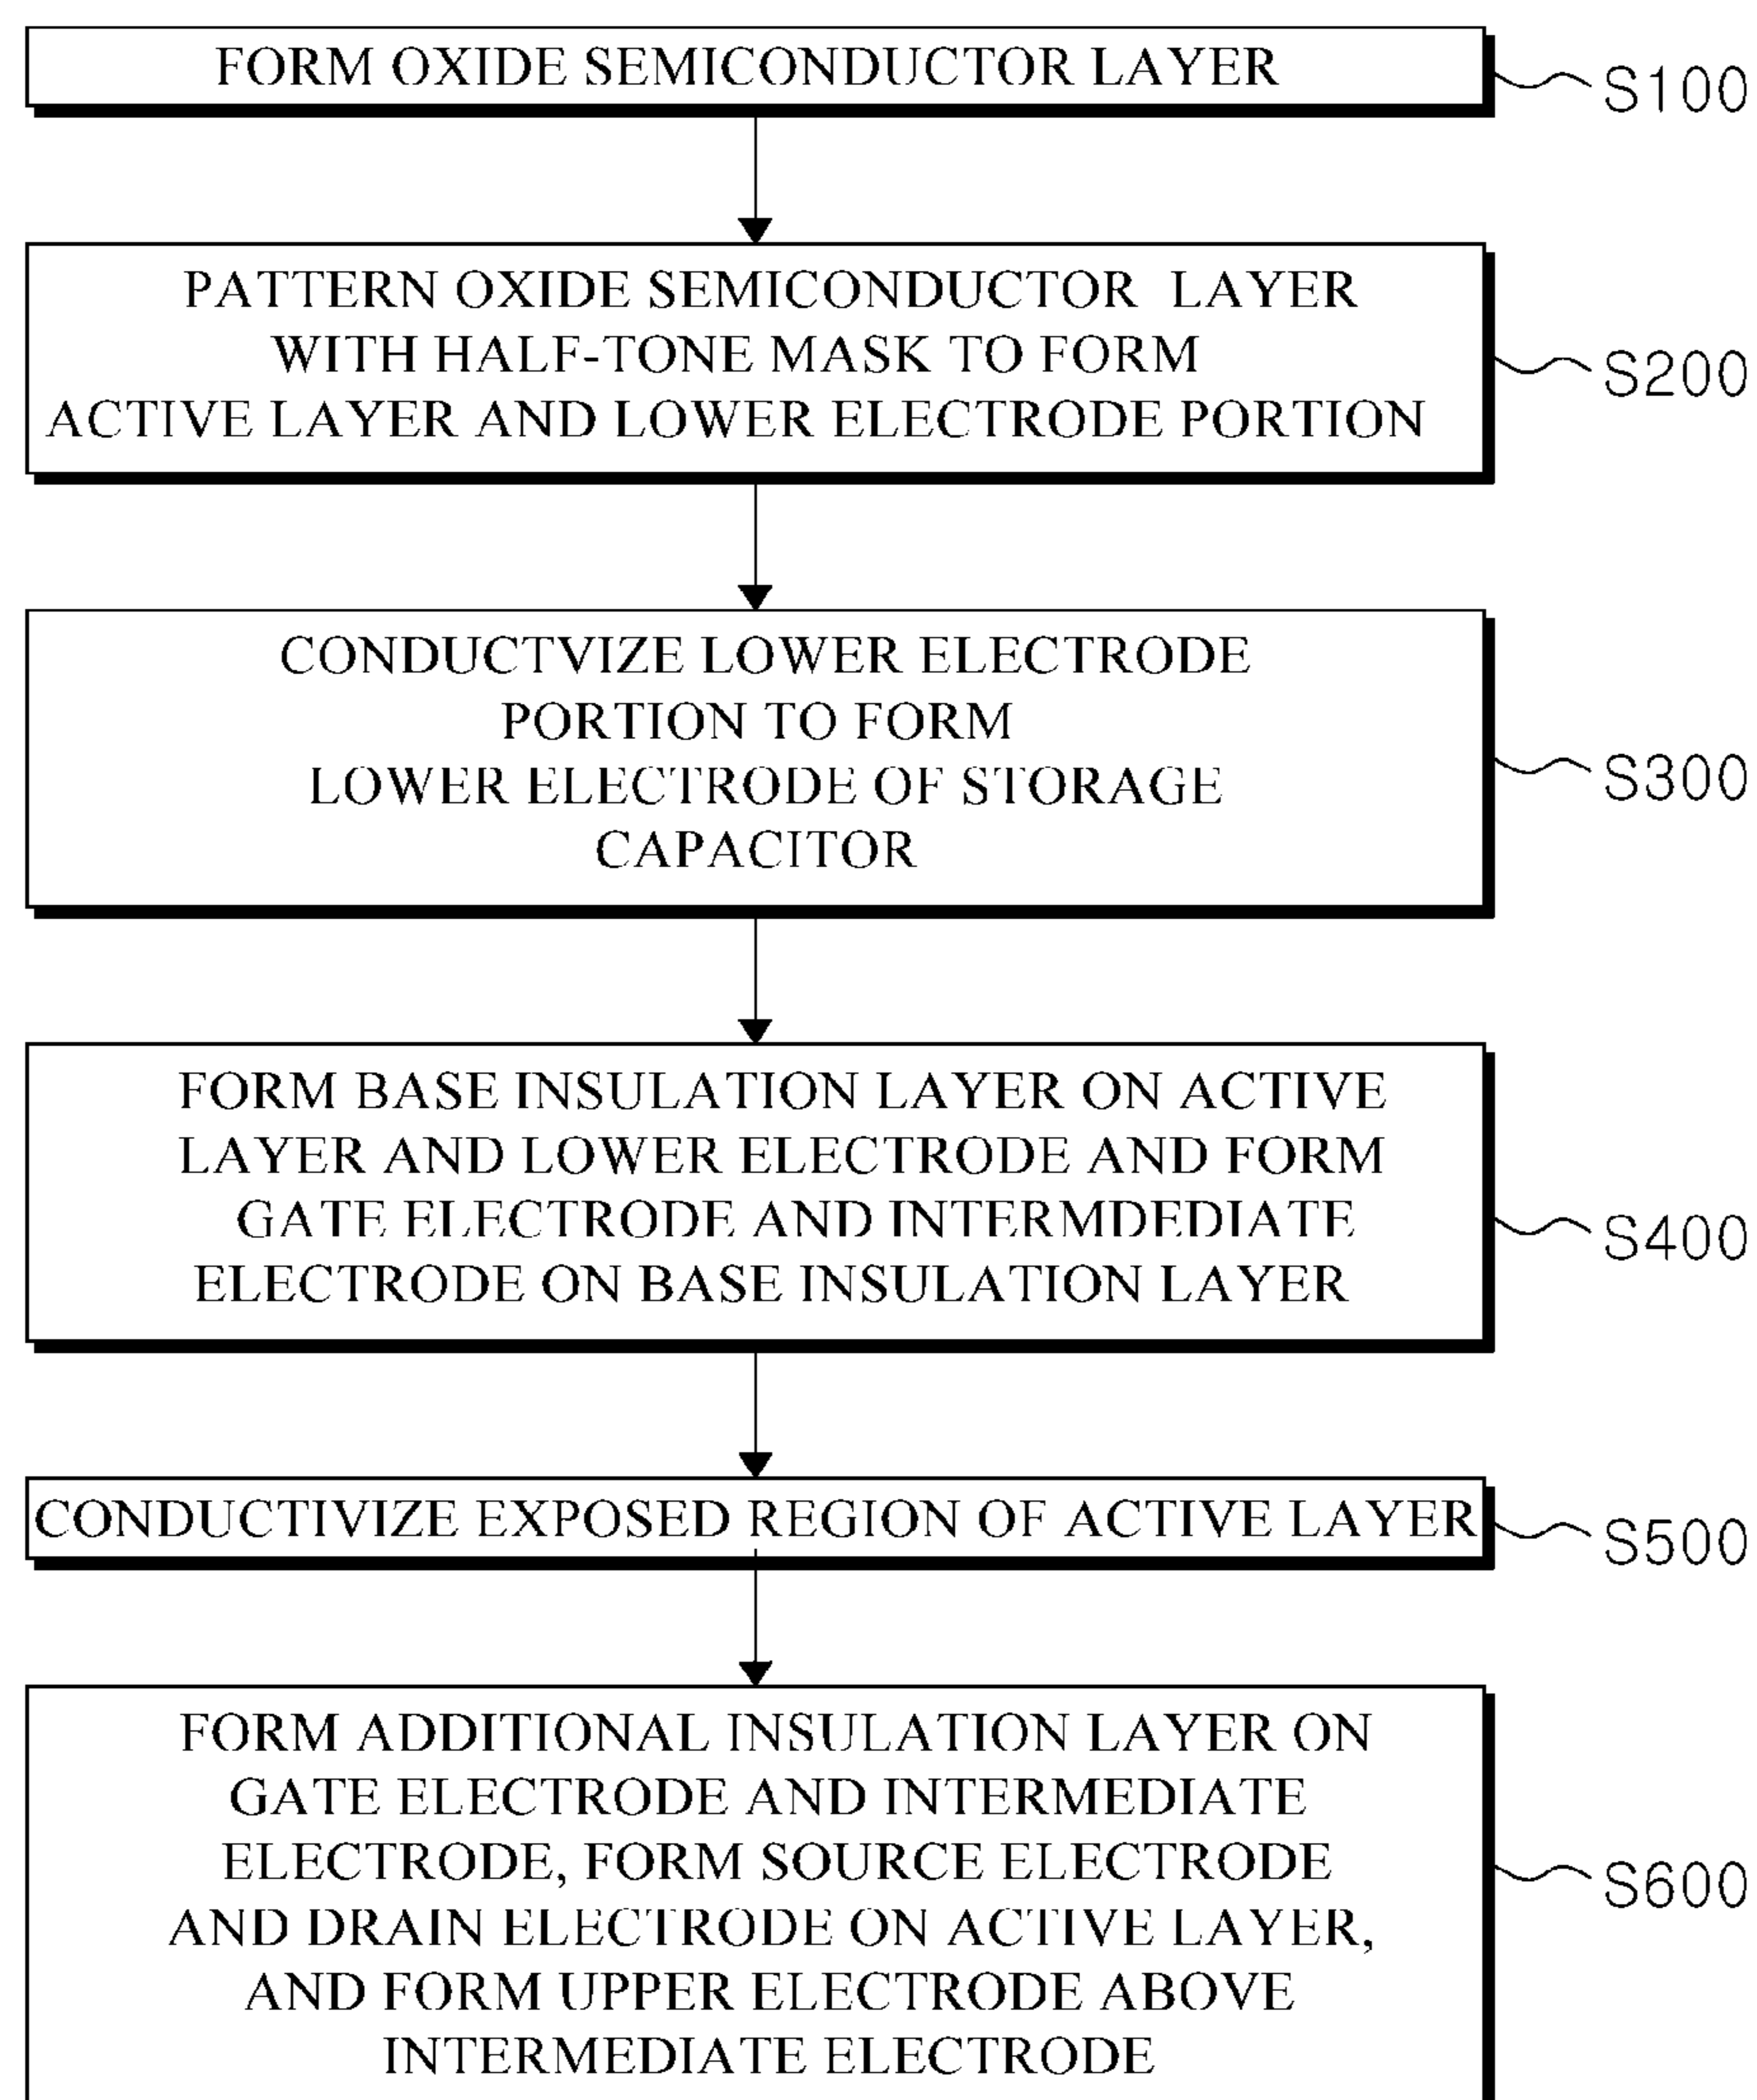 FORM OXIDE SEMICONDUCTOR LAYER
S100
PATTERN OXIDE SEMICONDUCTOR LAYER
WITH HALF-TONE MASK TO FORM
ACTIVE LAYER AND LOWER ELECTRODE PORTION
S200
CONDUCTVIZE LOWER ELECTRODE
PORTION TO FORM
LOWER ELECTRODE OF STORAGE
CAPACITOR
S300
FORM BASE INSULATION LAYER ON ACTIVE
LAYER AND LOWER ELECTRODE AND FORM
GATE ELECTRODE AND INTERMDEDIATE
ELECTRODE ON BASE INSULATION LAYER
S400
CONDUCTIVIZE EXPOSED REGION OF ACTIVE LAYER
S500
FORM ADDITIONAL INSULATION LAYER ON
GATE ELECTRODE AND INTERMEDIATE
ELECTRODE, FORM SOURCE ELECTRODE
AND DRAIN ELECTRODE ON ACTIVE LAYER,
AND FORM UPPER ELECTRODE ABOVE
INTERMEDIATE ELECTRODE
S600